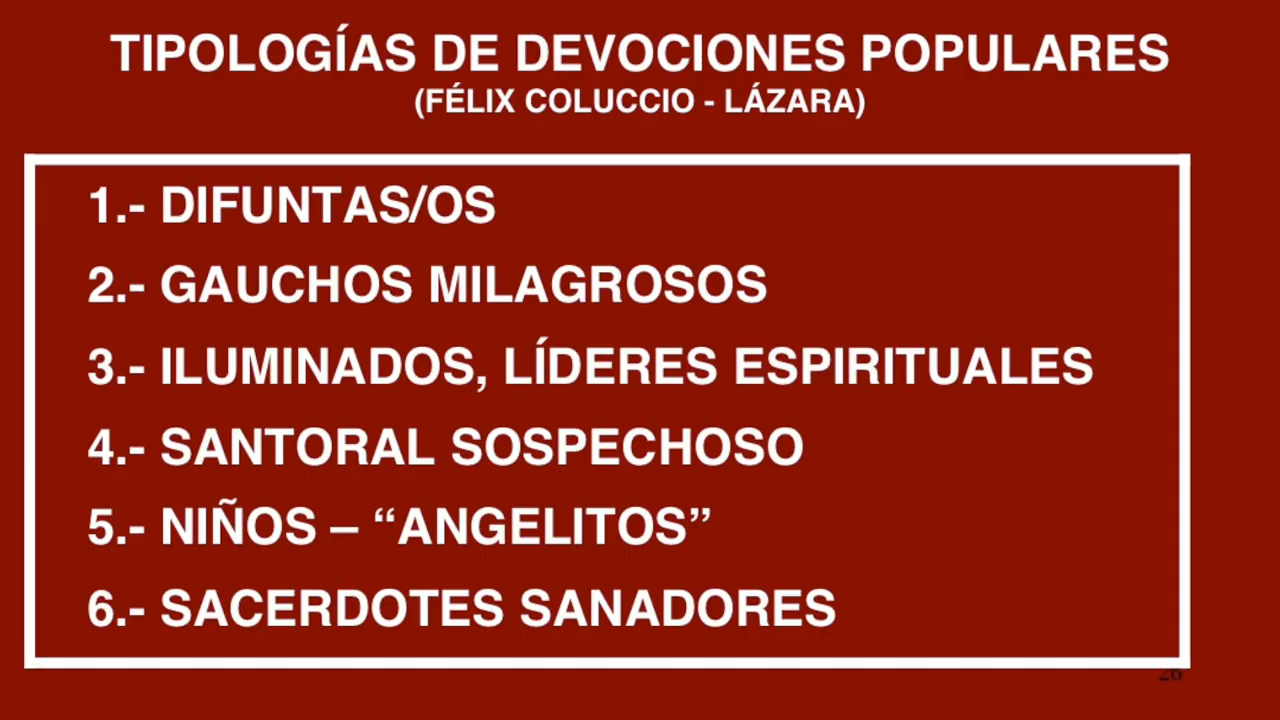 TIPOLOGÍAS DE DEVOCIONES POPULARES
(FÉLIX COLUCCIO - LÁZARA)
1.- DIFUNTAS/OS
2.- GAUCHOS MILAGROSOS
3.- ILUMINADOS, LÍDERES ESPIRITUALES
4.- SANTORAL SOSPECHOSO
5.- NIÑOS – “ANGELITOS”
6.- SACERDOTES SANADORES
26